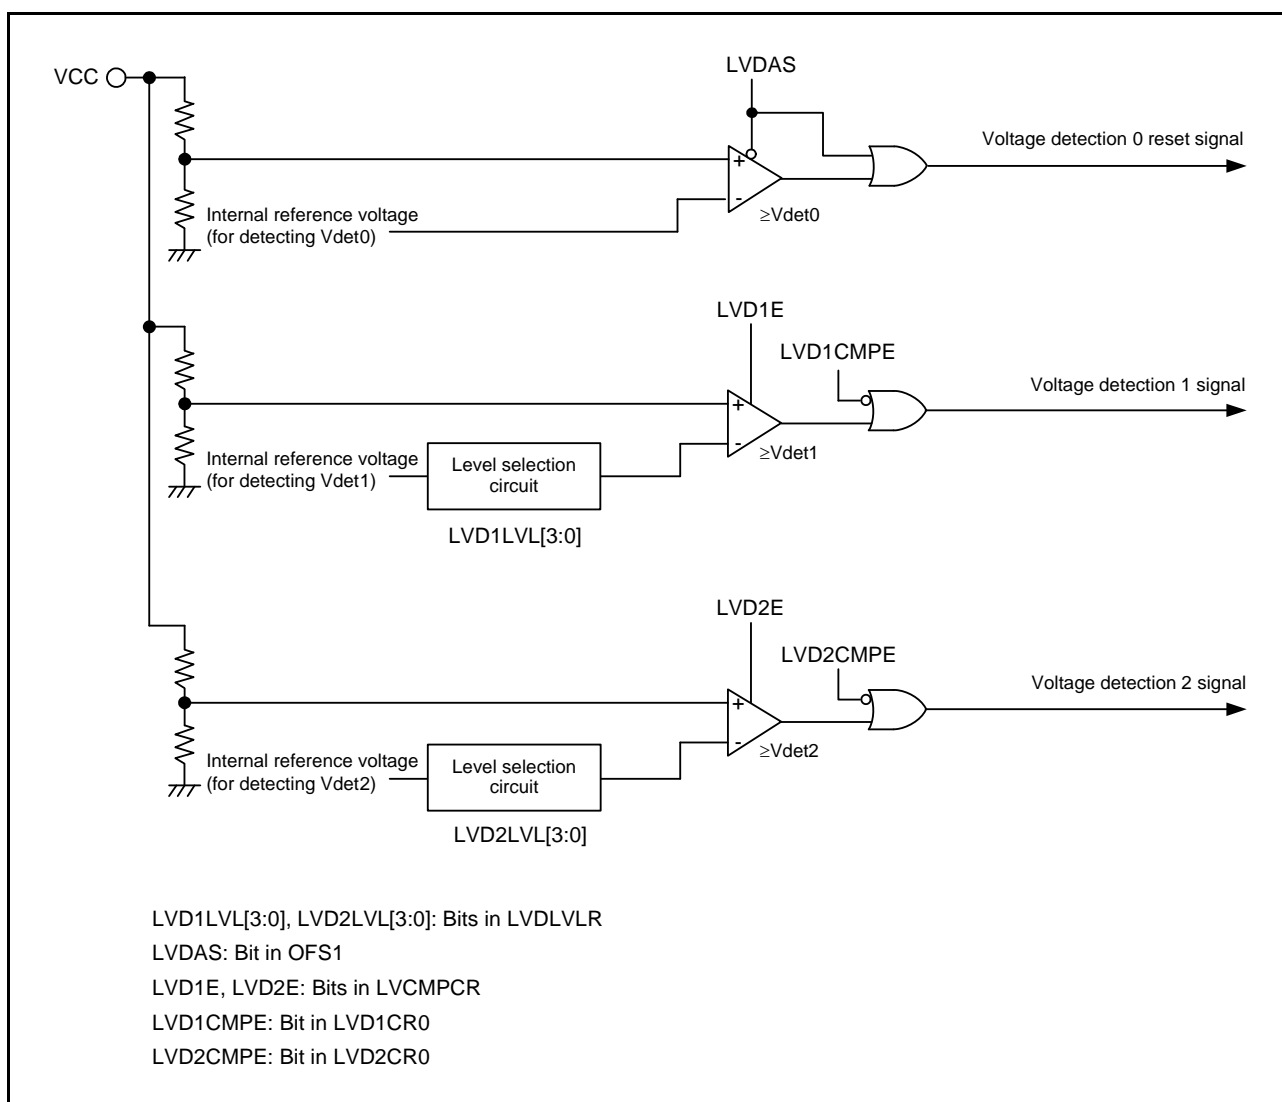 VCC
LVDAS
Voltage detection 0 reset signal
+
-
≥Vdet0
Internal reference voltage
(for detecting Vdet0)
LVD1E
LVD1CMPE
Voltage detection 1 signal
+
-
≥Vdet1
Internal reference voltage
(for detecting Vdet1)
Level selection
circuit
LVD1LVL[3:0]
LVD2E
LVD2CMPE
Voltage detection 2 signal
+
-
≥Vdet2
Internal reference voltage
(for detecting Vdet2)
Level selection
circuit
LVD2LVL[3:0]
LVD1LVL[3:0], LVD2LVL[3:0]: Bits in LVDLVLR
LVDAS: Bit in OFS1
LVD1E, LVD2E: Bits in LVCMPCR
LVD1CMPE: Bit in LVD1CR0
LVD2CMPE: Bit in LVD2CR0